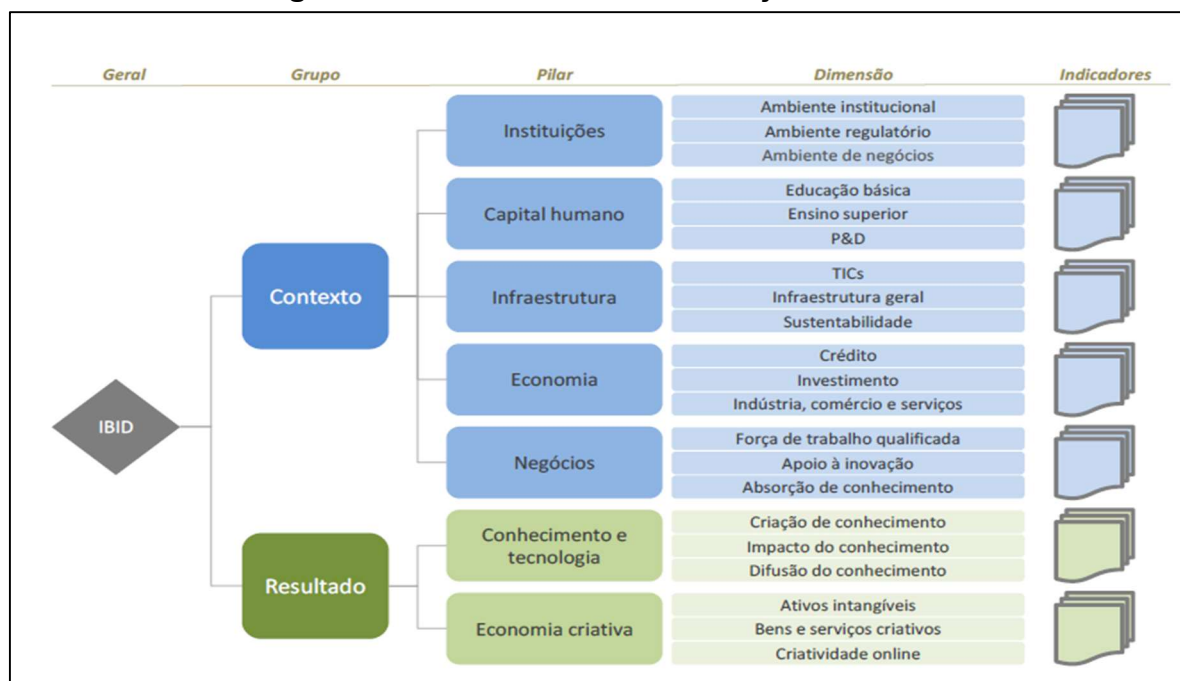 Geral Grupo Pilar Dimensão Indicadores
Instituições
Ambiente institucional
Ambiente regulatório
Ambiente de negócios
Capital humano
Educação básica
Ensino superior
P&D
Contexto
Infraestrutura
TICs
Infraestrutura geral
Sustentabilidade
Economia
Crédito
Investimento
Indústria, comércio e serviços
IBID
Negócios
Força de trabalho qualificada
Apoio à inovação
Absorção de conhecimento
Resultado
Conhecimento e
tecnologia
Criação de conhecimento
Impacto do conhecimento
Difusão do conhecimento
Economia criativa
Ativos intangíveis
Bens e serviços criativos
Criatividade online